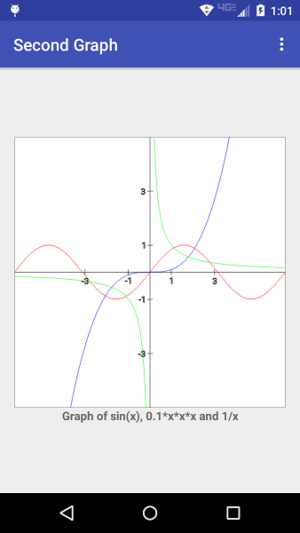 4G 1:01
Second Graph
3
1
-3 -1 1 3
-1
-3
Graph of sin(x), 0.1*x*x*x and 1/x